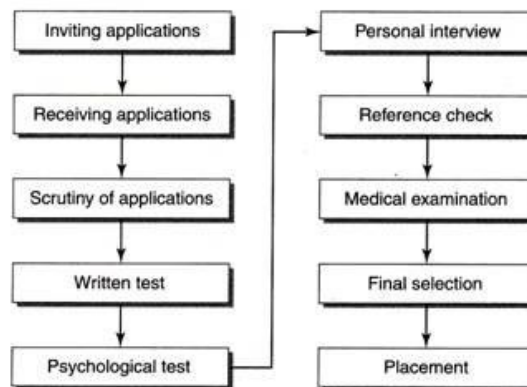 Inviting applications
Receiving applications
Scrutiny of applications
Written test
Psychological test
Personal interview
Reference check
Medical examination
Final selection
Placement